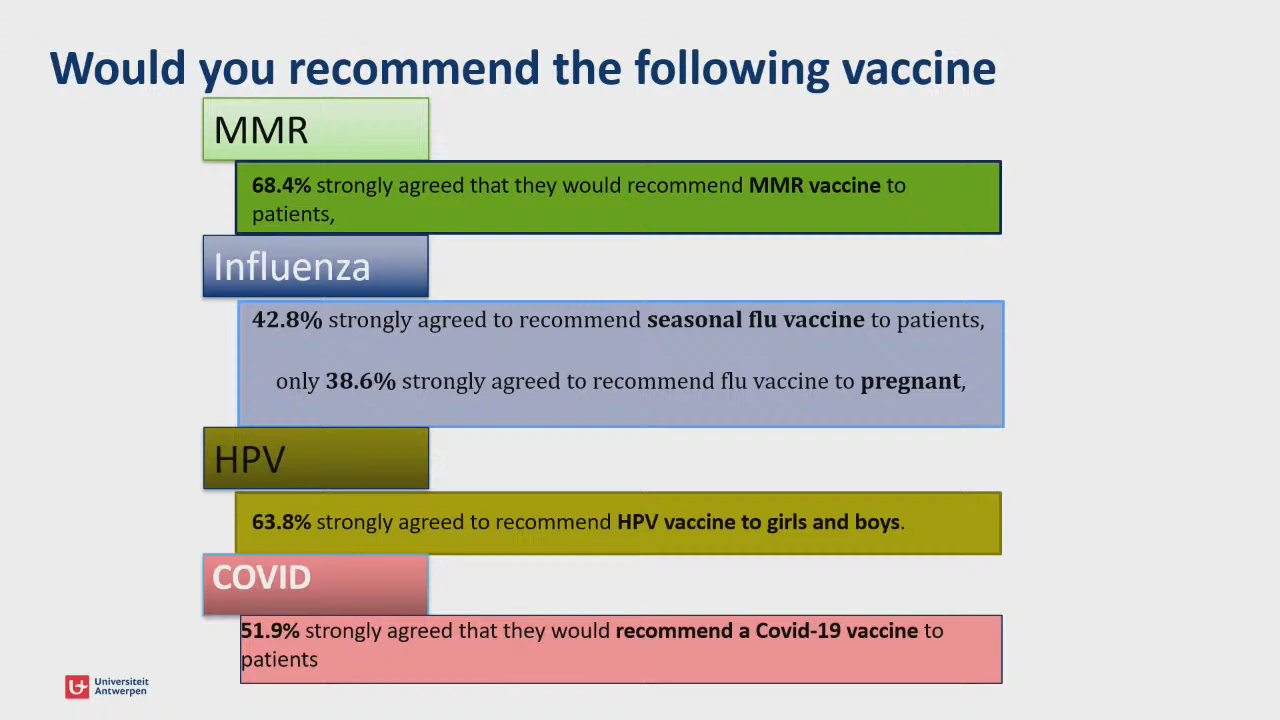 Would you recommend the following vaccine
MMR
68.4% strongly agreed that they would recommend MMR vaccine to
patients,
Influenza
42.8% strongly agreed to recommend seasonal flu vaccine to patients,
only 38.6% strongly agreed to recommend flu vaccine to pregnant,
HPV
63.8% strongly agreed to recommend HPV vaccine to girls and boys.
COVID
51.9% strongly agreed that they would recommend a Covid-19 vaccine to
patients
Universiteit
Antwerpen